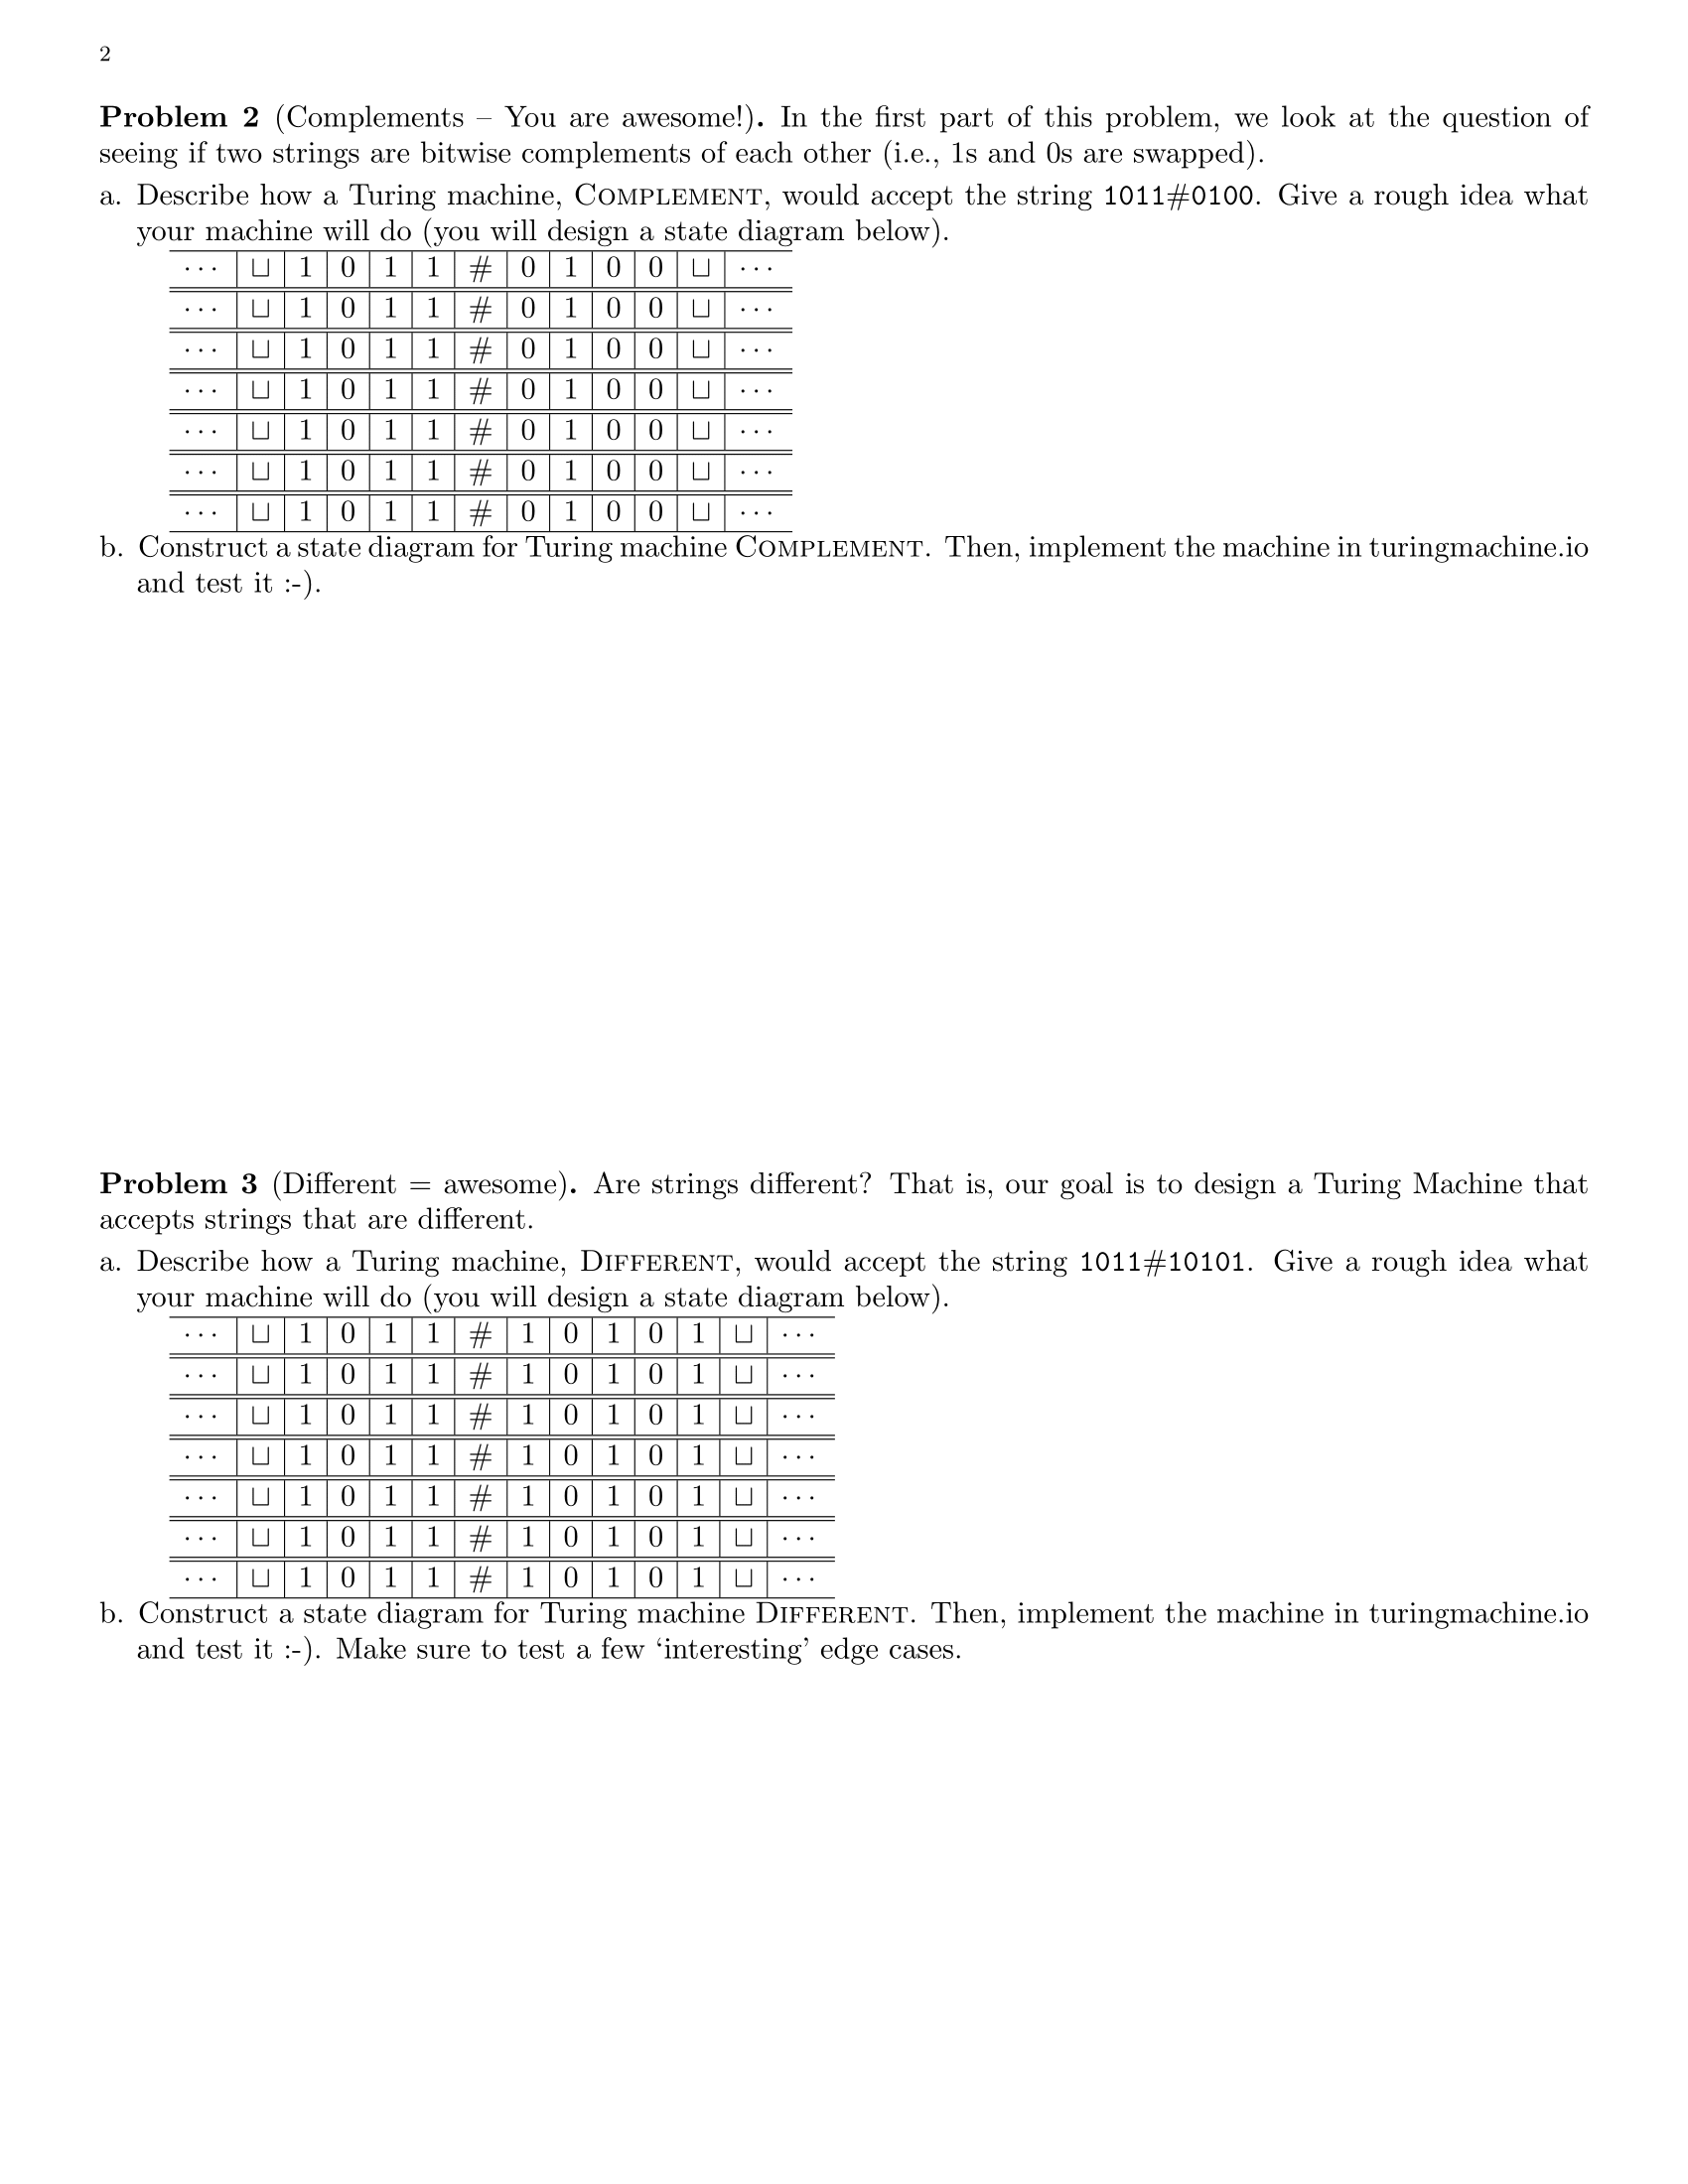 2
Problem 2 (Complements – You are awesome!). In the first part of this problem, we look at the question of
seeing if two strings are bitwise complements of each other (i.e., 1s and 0s are swapped).
a. Describe how a Turing machine, COMPLEMENT, would accept the string 1011#0100. Give a rough idea what
your machine will do (you will design a state diagram below).
··· ⊔ 1 0 1 1 # 0 1 0 0 ⊔ ···
··· ⊔ 1 0 1 1 # 0 1 0 0 ⊔ ···
··· ⊔ 1 0 1 1 # 0 1 0 0 ⊔ ···
··· ⊔ 1 0 1 1 # 0 1 0 0 ⊔ ···
··· ⊔ 1 0 1 1 # 0 1 0 0 ⊔ ···
··· ⊔ 1 0 1 1 # 0 1 0 0 ⊔ ···
··· ⊔ 1 0 1 1 # 0 1 0 0 ⊔ ···
b. Construct a state diagram for Turing machine COMPLEMENT. Then, implement the machine in turingmachine.io
and test it :-).
Problem 3 (Different = awesome). Are strings different? That is, our goal is to design a Turing Machine that
accepts strings that are different.
a. Describe how a Turing machine, DIFFERENT, would accept the string 1011#10101. Give a rough idea what
your machine will do (you will design a state diagram below).
··· ⊔ 1 0 1 1 # 1 0 1 0 1 ⊔ ···
··· ⊔ 1 0 1 1 # 1 0 1 0 1 ⊔ ···
··· ⊔ 1 0 1 1 # 1 0 1 0 1 ⊔ ···
··· ⊔ 1 0 1 1 # 1 0 1 0 1 ⊔ ···
··· ⊔ 1 0 1 1 # 1 0 1 0 1 ⊔ ···
··· ⊔ 1 0 1 1 # 1 0 1 0 1 ⊔ ···
··· ⊔ 1 0 1 1 # 1 0 1 0 1 ⊔ ···
b. Construct a state diagram for Turing machine DIFFERENT. Then, implement the machine in turingmachine.io
and test it :-). Make sure to test a few ‘interesting’ edge cases.